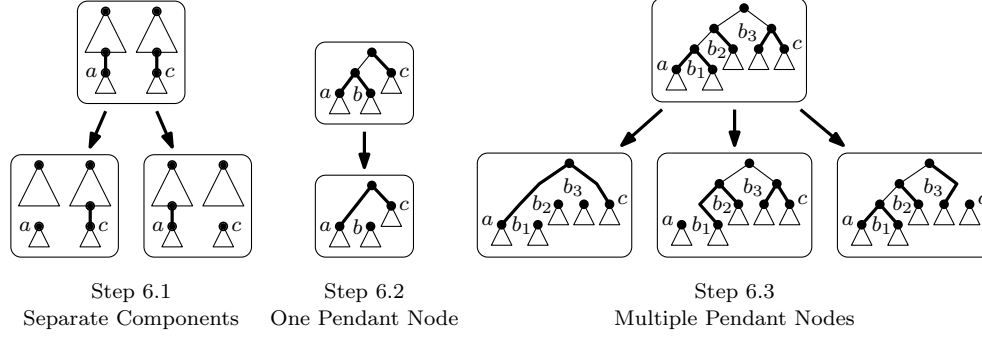 a c
a c
a c
Step 6.1
Separate Components
a b c
a b c
Step 6.2
One Pendant Node
a b1 b2 b3 c
a b1 b2 b3 c
a b1 b2 b3 c
a b1 b2 b3 c
Step 6.3
Multiple Pendant Nodes